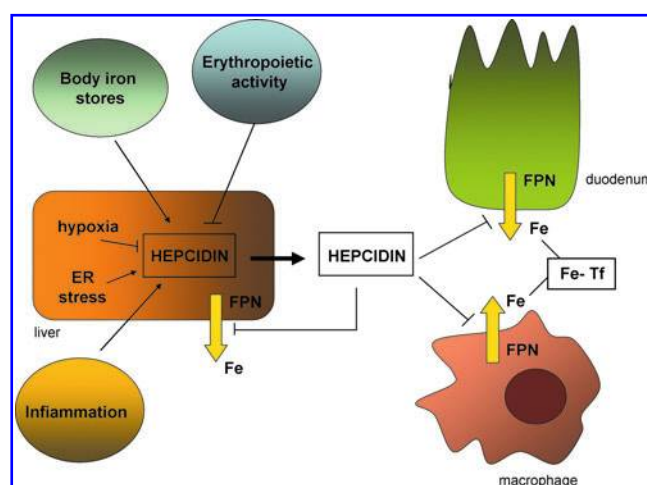 Body iron
stores
Erythropoietic
activity
hypoxia
HEPCIDIN
ER
stress
FPN
liver
Fe
Infiammation
HEPCIDIN
FPN
duodenum
Fe
Fe- Tf
Fe
FPN
macrophage